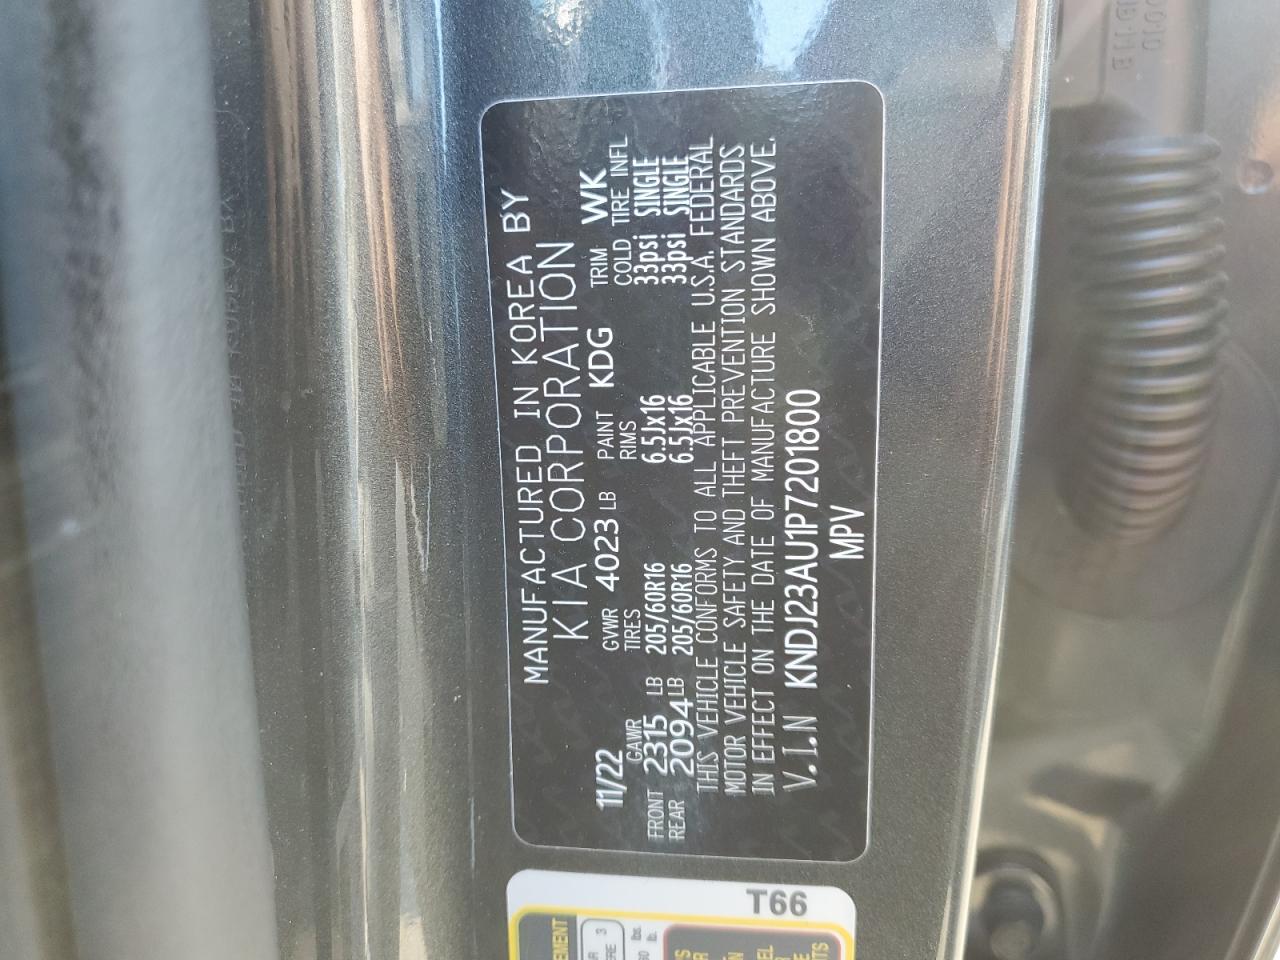 MANUFACTURED IN KOREA BY
KIA CORPORATION
11/22 GVWR 4023 LB PAINT KDG TRIM WK
GAWR TIRES RIMS COLD TIRE INFL
FRONT 2315 LB 205/60R16 6.5Jx16 33psi SINGLE
REAR 2094 LB 205/60R16 6.5Jx16 33psi SINGLE
THIS VEHICLE CONFORMS TO ALL APPLICABLE U.S.A. FEDERAL
MOTOR VEHICLE SAFETY AND THEFT PREVENTION STANDARDS
IN EFFECT ON THE DATE OF MANUFACTURE SHOWN ABOVE.
V.I.N KNDJ23AU1P7201800
MPV
T66